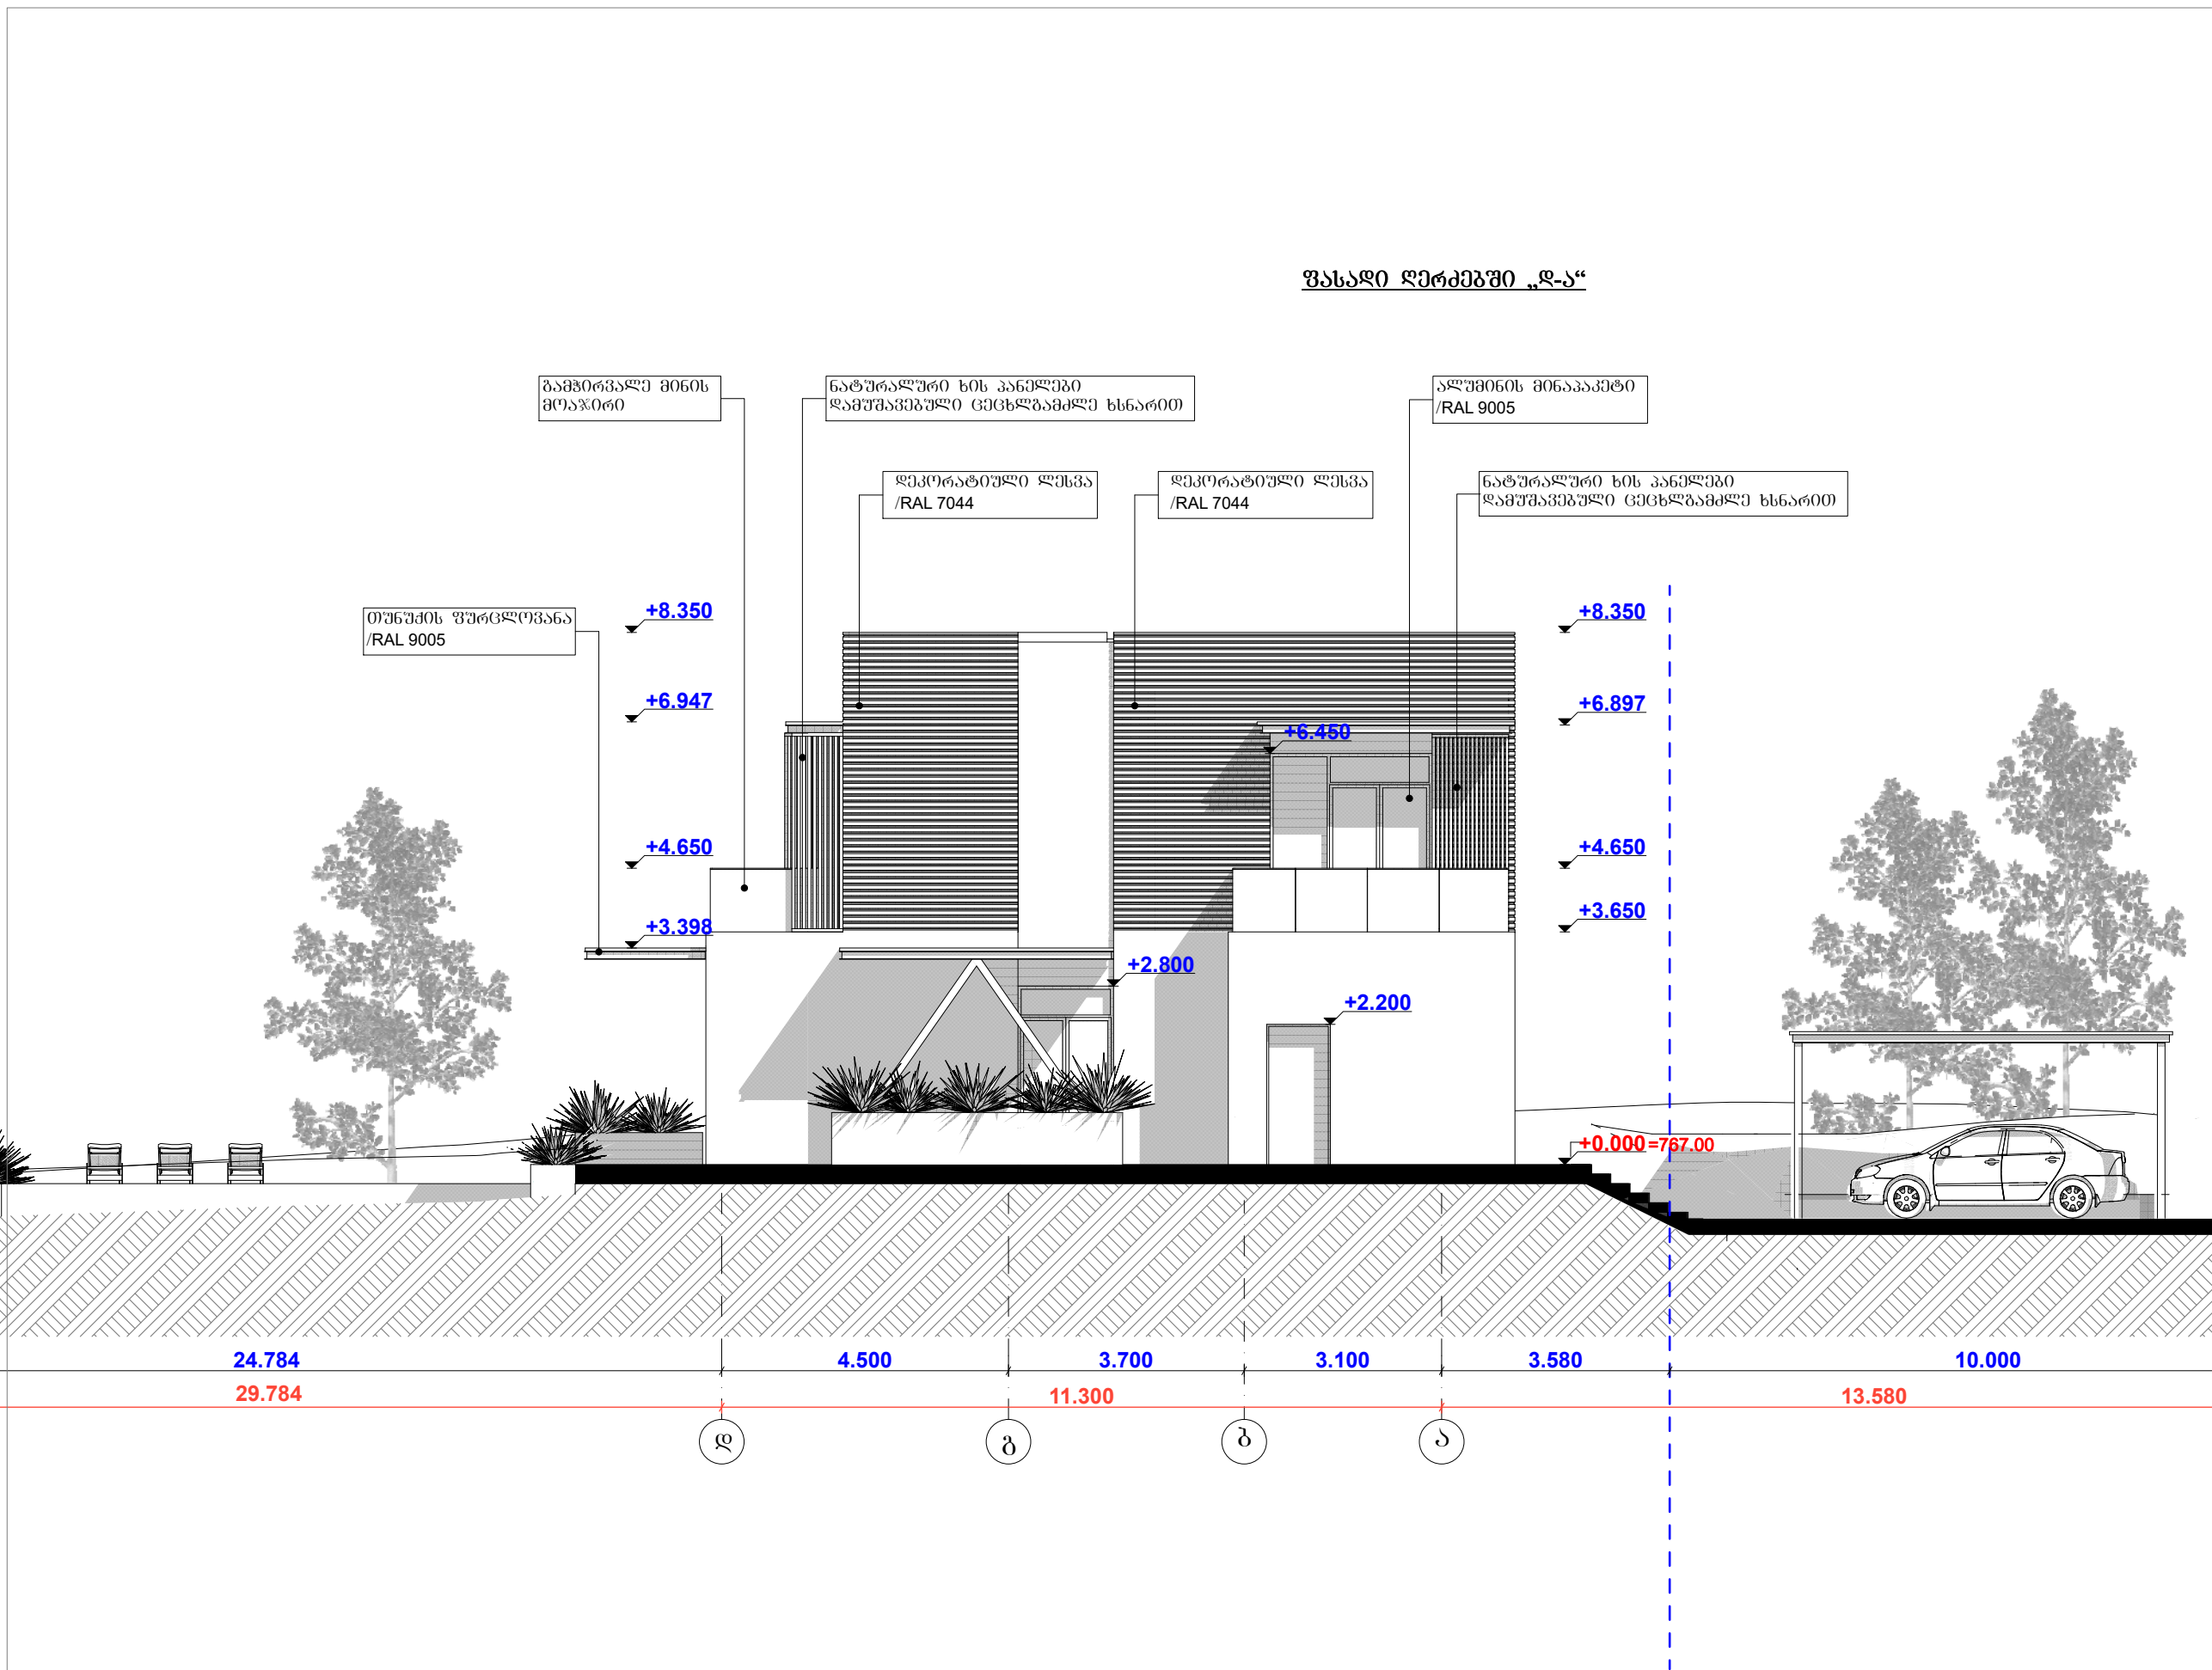 ფასადი ღერძებში „დ-ა“
გამჭირვალე მინის
მოაჯირი
ნატურალური ხის პანელები
დამუშავებული ცეცხლგამძლე ხსნარით
ალუმინის მინაპაკეტი
/RAL 9005
დეკორატიული ლესვა
/RAL 7044
დეკორატიული ლესვა
/RAL 7044
ნატურალური ხის პანელები
დამუშავებული ცეცხლგამძლე ხსნარით
თუნუქის ფურცლოვანა
/RAL 9005
+8.350
+8.350
+6.947
+6.897
+6.450
+4.650
+4.650
+3.650
+3.398
+2.800
+2.200
+0.000=767.00
24.784
4.500
3.700
3.100
3.580
10.000
29.784
11.300
13.580
დ
გ
ბ
ა